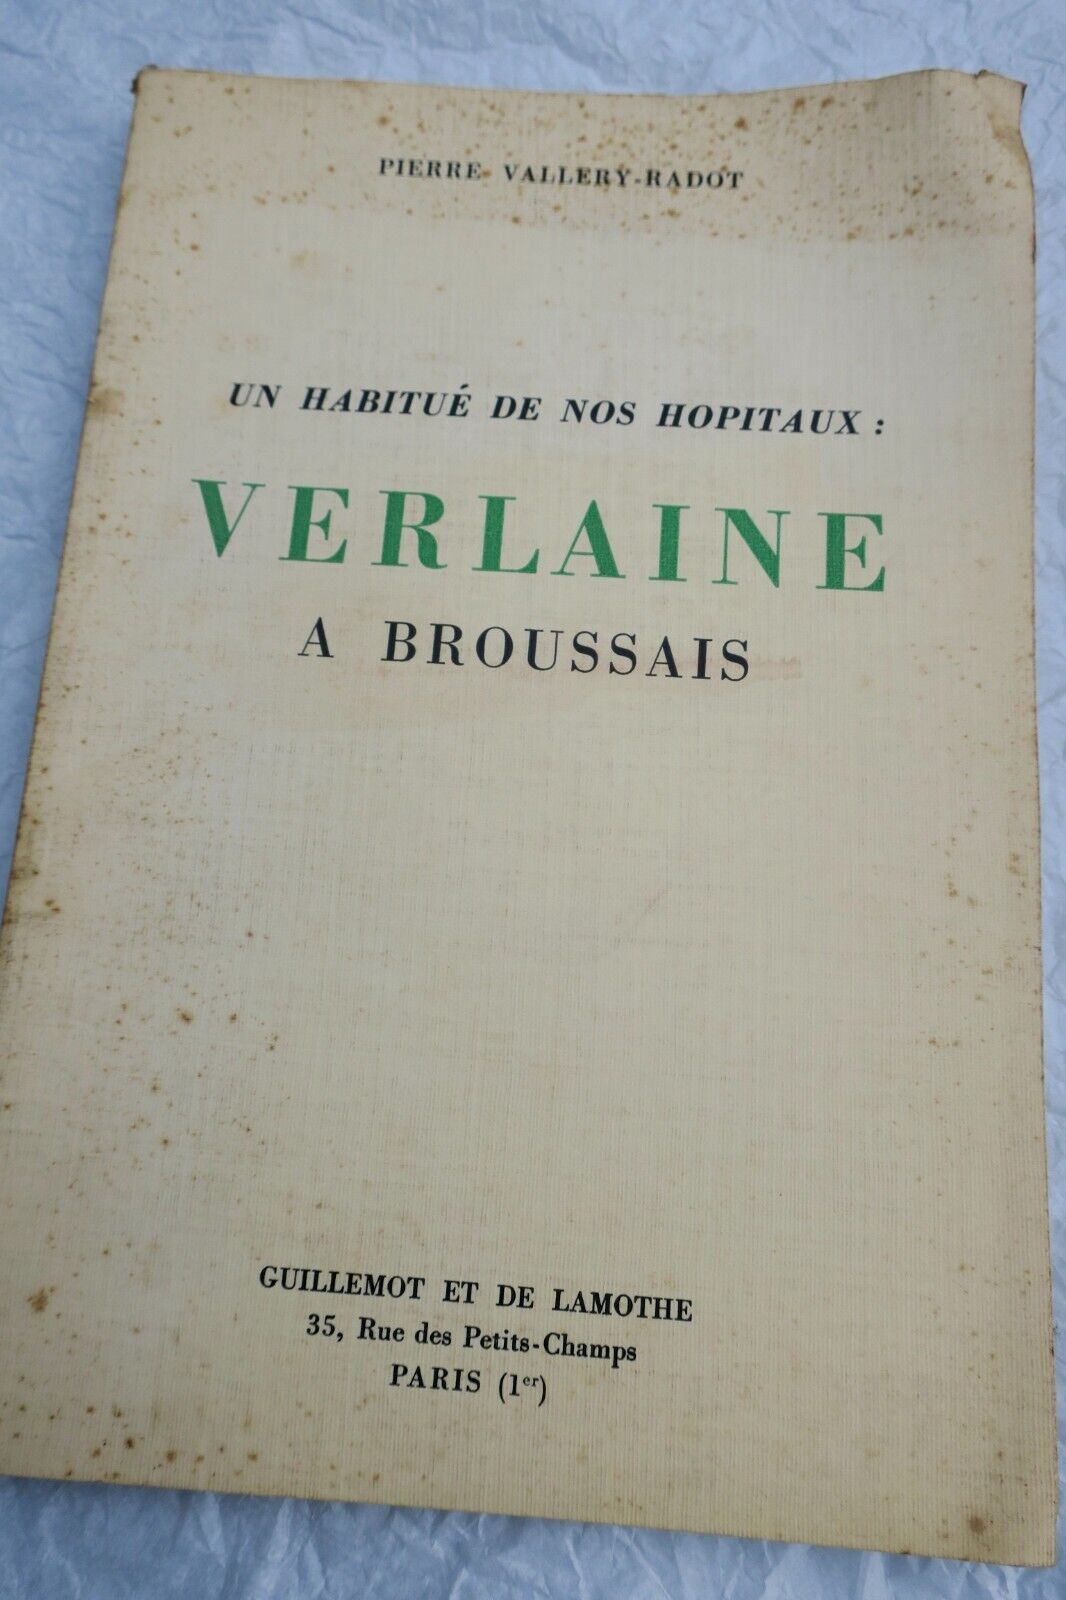 PIERRE VALLERY-RADOT
UN HABITUÉ DE NOS HOPITAUX :
VERLAINE
A BROUSSAIS
GUILLEMOT ET DE LAMOTHE
35, Rue des Petits-Champs
PARIS (1er)